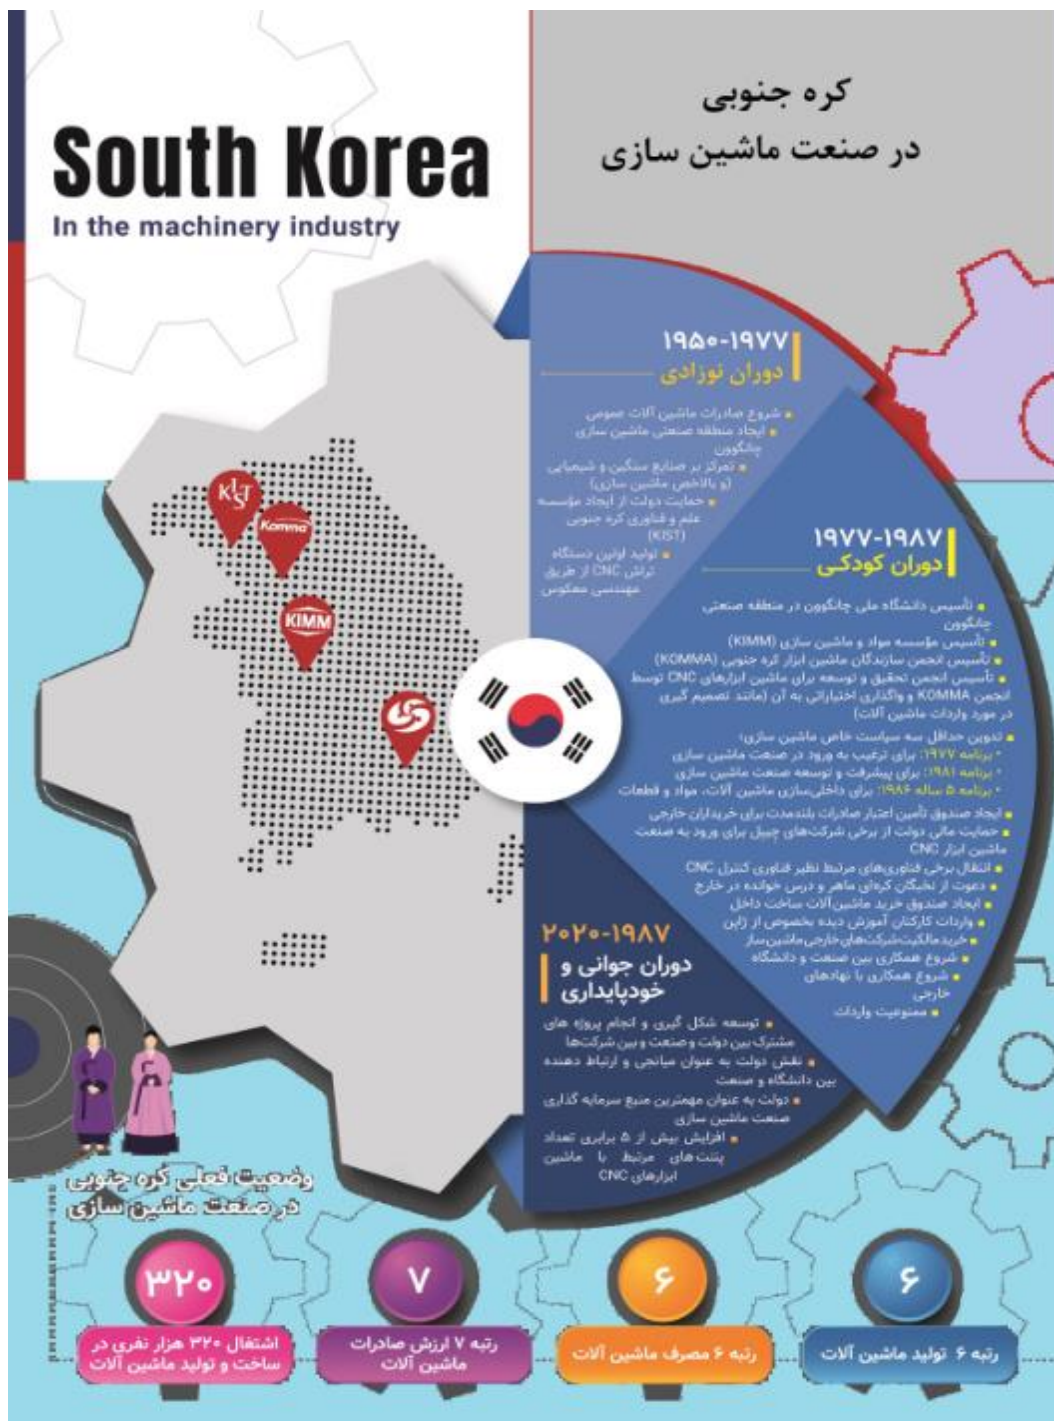 South Korea
In the machinery industry
کره جنوبی
در صنعت ماشین سازی
۱۹۵۰-۱۹۷۷
دوران نوزادی
شروع صادرات ماشین آلات عمومی
ایجاد منطقه صنعتی ماشین سازی
چانگوون
تمرکز بر صنایع سنگین و شیمیایی
(و بالاخص ماشین سازی)
حمایت دولت از ایجاد مؤسسه
علم و فناوری کره جنوبی
(KIST)
تولید اولین دستگاه
تراش CNC از طریق
مهندسی معکوس
۱۹۷۷-۱۹۸۷
دوران کودکی
تأسیس دانشگاه ملی چانگوون در منطقه صنعتی
چانگوون
تأسیس مؤسسه مواد و ماشین سازی (KIMM)
تأسیس انجمن سازندگان ماشین ابزار کره جنوبی (KOMMA)
تأسیس انجمن تحقیق و توسعه برای ماشین ابزارهای CNC توسط
انجمن KOMMA و واگذاری اختیاراتی به آن (مانند تصمیم گیری
در مورد واردات ماشین آلات)
تدوین حداقل سه سیاست خاص ماشین سازی:
• برنامه ۱۹۷۷: برای ترغیب به ورود در صنعت ماشین سازی
• برنامه ۱۹۸۱: برای پیشرفت و توسعه صنعت ماشین سازی
• برنامه ۵ ساله ۱۹۸۶: برای داخلی‌سازی ماشین آلات، مواد و قطعات
ایجاد صندوق تأمین اعتبار صادرات بلندمدت برای خریداران خارجی
حمایت مالی دولت از برخی شرکت‌های چیبل برای ورود به صنعت
ماشین ابزار CNC
انتقال برخی فناوری‌های مرتبط نظیر فناوری کنترل CNC
دعوت از نخبگان کره‌ای ماهر و درس خوانده در خارج
ایجاد صندوق خرید ماشین‌آلات ساخت داخل
واردات کارکنان آموزش دیده بخصوص از ژاپن
خرید مالکیت شرکت‌های خارجی ماشین‌ساز
شروع همکاری بین صنعت و دانشگاه
شروع همکاری با نهادهای
خارجی
ممنوعیت واردات
۲۰۲۰-۱۹۸۷
دوران جوانی و
خودپایداری
توسعه شکل گیری و انجام پروژه های
مشترک بین دولت و صنعت و بین شرکت‌ها
نقش دولت به عنوان میانجی و ارتباط دهنده
بین دانشگاه و صنعت
دولت به عنوان مهمترین منبع سرمایه گذاری
صنعت ماشین سازی
افزایش بیش از ۵ برابری تعداد
پتنت های مرتبط با ماشین
ابزارهای CNC
KIST
Komma
KIMM
وضعیت فعلی کره جنوبی
در صنعت ماشین سازی
۶
رتبه ۶ تولید ماشین آلات
۶
رتبه ۶ مصرف ماشین آلات
۷
رتبه ۷ ارزش صادرات
ماشین آلات
۳۲۰
اشتغال ۳۲۰ هزار نفری در
ساخت و تولید ماشین آلات